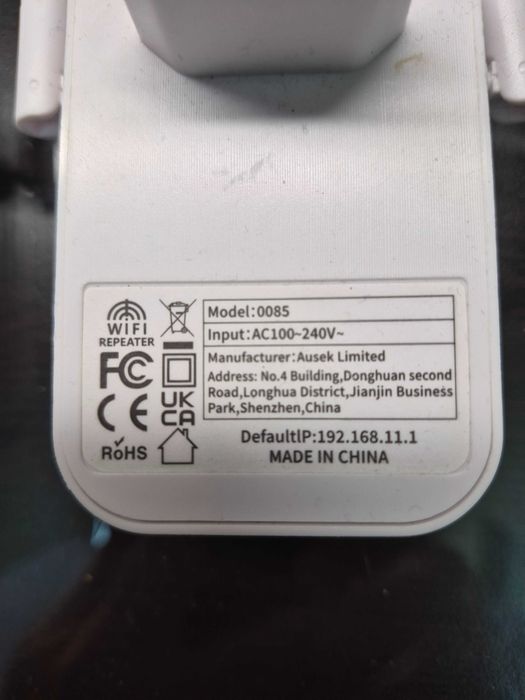 WIFI
REPEATER
FC
CE
RoHS
UK
CA
Model:0085
Input:AC100~240V~
Manufacturer:Ausek Limited
Address: No.4 Building,Donghuan second
Road,Longhua District,Jianjin Business
Park,Shenzhen,China
DefaultlP:192.168.11.1
MADE IN CHINA